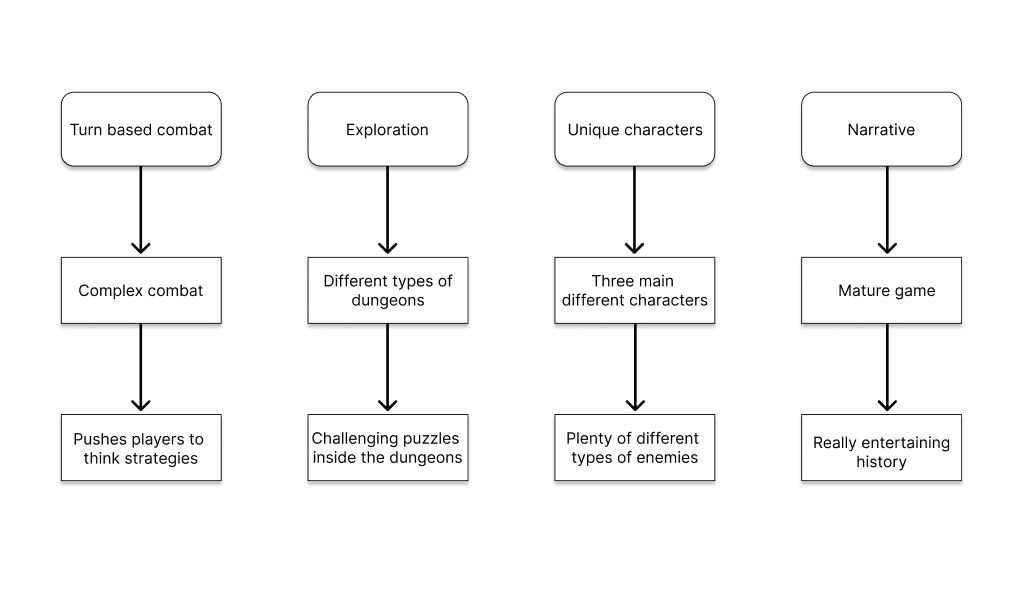 Turn based combat
Exploration
Unique characters
Narrative
Complex combat
Different types of
dungeons
Three main
different characters
Mature game
Pushes players to
think strategies
Challenging puzzles
inside the dungeons
Plenty of different
types of enemies
Really entertaining
history